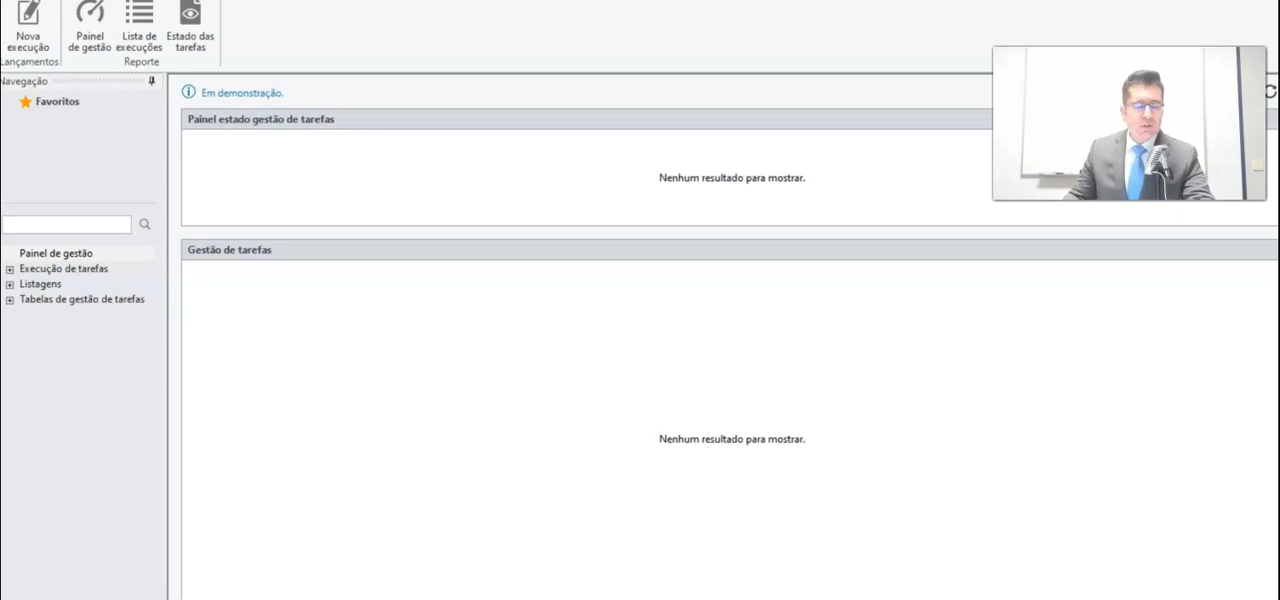 Nova execução
Painel de gestão
Lista de execuções
Estado das tarefas
Lançamentos
Reporte
Navegação
Favoritos
Em demonstração.
Painel estado gestão de tarefas
Nenhum resultado para mostrar.
Painel de gestão
Execução de tarefas
Listagens
Tabelas de gestão de tarefas
Gestão de tarefas
Nenhum resultado para mostrar.